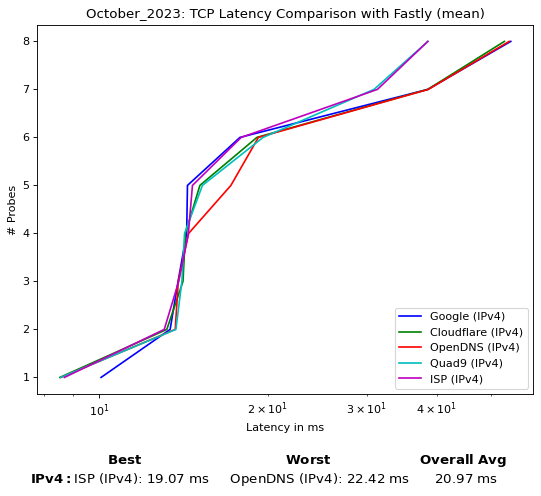 October_2023: TCP Latency Comparison with Fastly (mean)
8
7
6
5
4
3
2
1
# Probes
Google (IPv4)
Cloudflare (IPv4)
OpenDNS (IPv4)
Quad9 (IPv4)
ISP (IPv4)
10¹ 2 × 10¹ 3 × 10¹ 4 × 10¹
Latency in ms
Best Worst Overall Avg
IPv4: ISP (IPv4): 19.07 ms OpenDNS (IPv4): 22.42 ms 20.97 ms